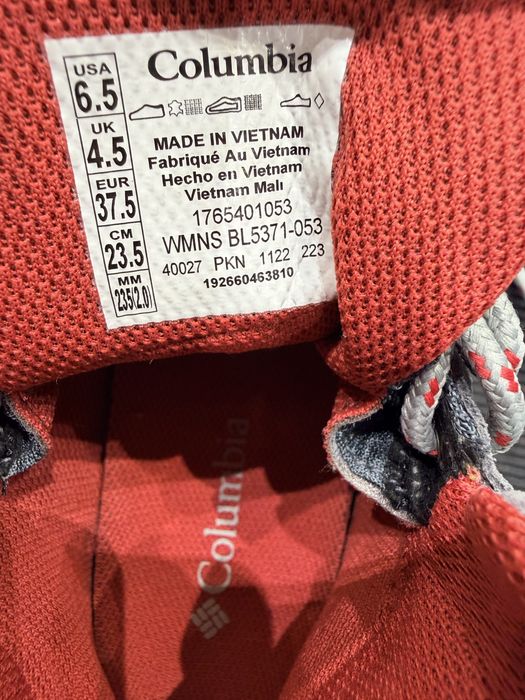 USA
6.5
UK
4.5
EUR
37.5
CM
23.5
MM
235(2.0)
Columbia
MADE IN VIETNAM
Fabriqué Au Vietnam
Hecho en Vietnam
Vietnam Malı
1765401053
WMNS BL5371-053
40027 PKN 1122 223
192660463810
Columbia